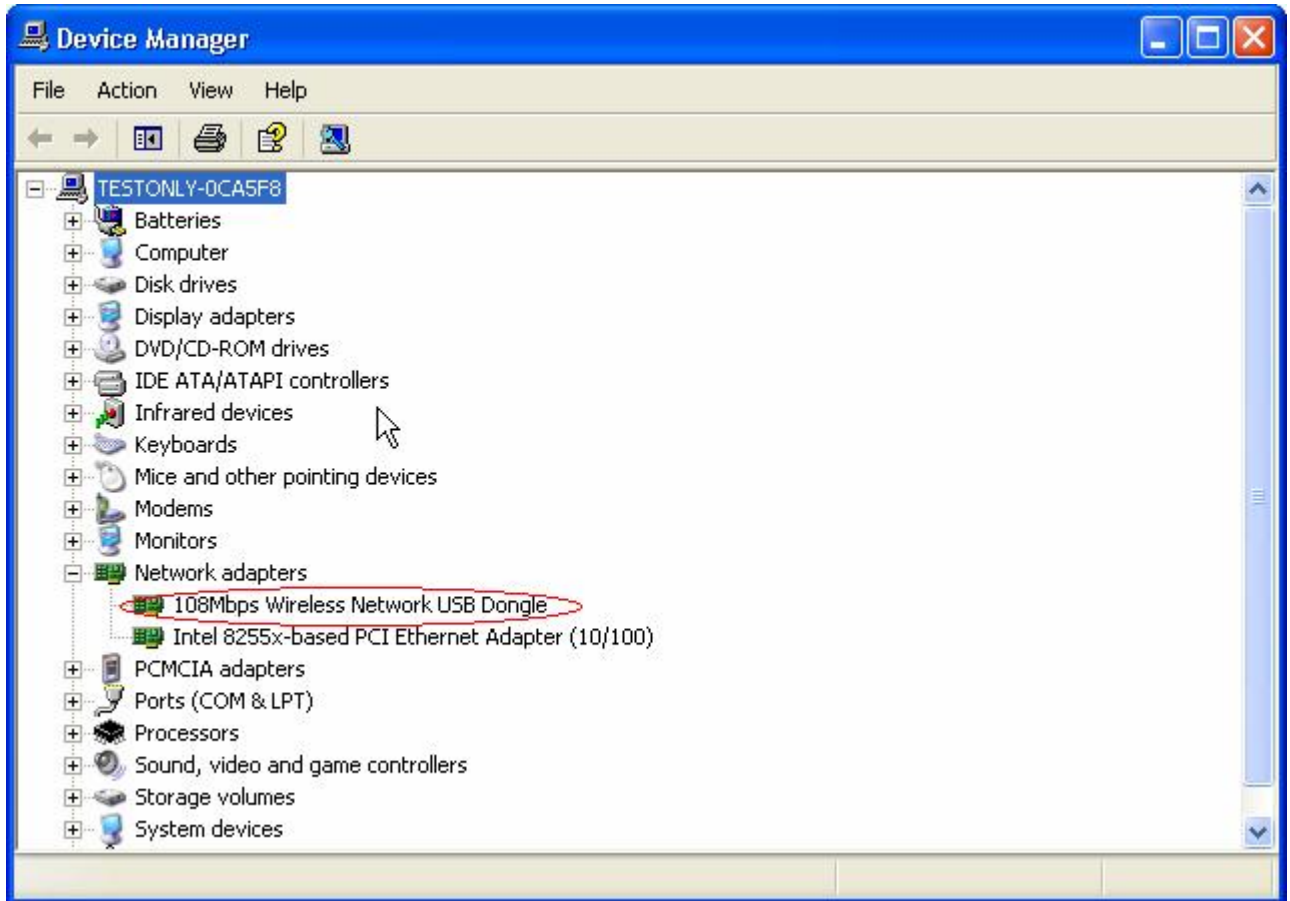 Device Manager
File Action View Help
TESTONLY-0CA5F8
Batteries
Computer
Disk drives
Display adapters
DVD/CD-ROM drives
IDE ATA/ATAPI controllers
Infrared devices
Keyboards
Mice and other pointing devices
Modems
Monitors
Network adapters
108Mbps Wireless Network USB Dongle
Intel 8255x-based PCI Ethernet Adapter (10/100)
PCMCIA adapters
Ports (COM & LPT)
Processors
Sound, video and game controllers
Storage volumes
System devices